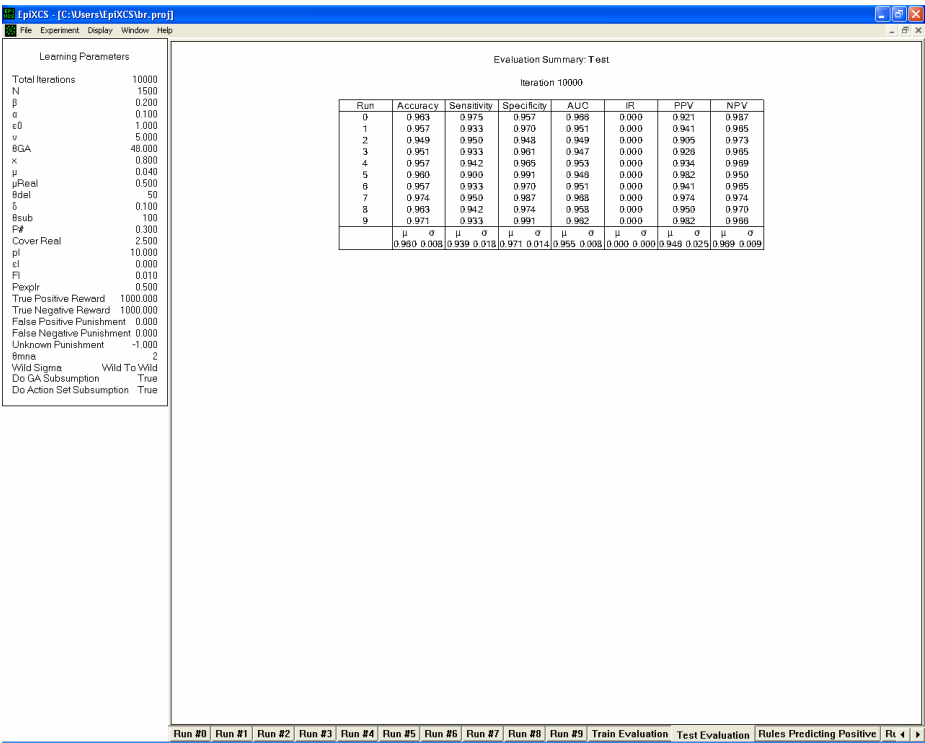 EpiXCS - [C:\Users\EpiXCS\br.proj]
File Experiment Display Window Help
Learning Parameters
Total Iterations 10000
N 1500
β 0.200
α 0.100
ε0 1.000
ν 5.000
θGA 48.000
x 0.800
μ 0.040
μReal 0.500
θdel 50
δ 0.100
θsub 100
P# 0.300
Cover Real 2.500
pI 10.000
εI 0.000
FI 0.010
Pexplr 0.500
True Positive Reward 1000.000
True Negative Reward 1000.000
False Positive Punishment 0.000
False Negative Punishment 0.000
Unknown Punishment -1.000
θmna 2
Wild Sigma Wild To Wild
Do GA Subsumption True
Do Action Set Subsumption True
Evaluation Summary: Test
Iteration 10000
Run Accuracy Sensitivity Specificity AUC IR PPV NPV
0 0.963 0.975 0.957 0.966 0.000 0.921 0.987
1 0.957 0.933 0.970 0.951 0.000 0.941 0.965
2 0.949 0.950 0.948 0.949 0.000 0.905 0.973
3 0.951 0.933 0.961 0.947 0.000 0.926 0.965
4 0.957 0.942 0.965 0.953 0.000 0.934 0.969
5 0.960 0.900 0.991 0.946 0.000 0.982 0.950
6 0.957 0.933 0.970 0.951 0.000 0.941 0.965
7 0.974 0.950 0.987 0.968 0.000 0.974 0.974
8 0.963 0.942 0.974 0.958 0.000 0.950 0.970
9 0.971 0.933 0.991 0.962 0.000 0.982 0.966
μ σ μ σ μ σ μ σ μ σ μ σ μ σ
0.960 0.008 0.939 0.018 0.971 0.014 0.955 0.008 0.000 0.000 0.946 0.025 0.969 0.009
Run #0 Run #1 Run #2 Run #3 Run #4 Run #5 Run #6 Run #7 Run #8 Run #9 Train Evaluation Test Evaluation Rules Predicting Positive Ru